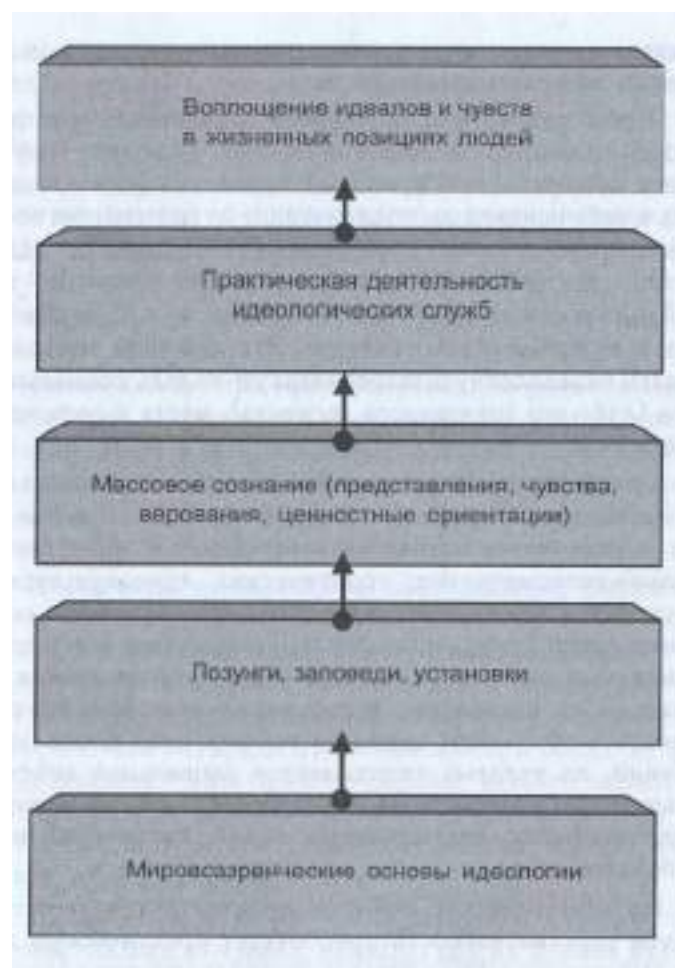 Воплощение идеалов и чувств
в жизненных позициях людей
Практическая деятельность
идеологических служб
Массовое сознание (представления, чувства,
верования, ценностные ориентации)
Лозунги, заповеди, установки
Мировоззренческие основы идеологии